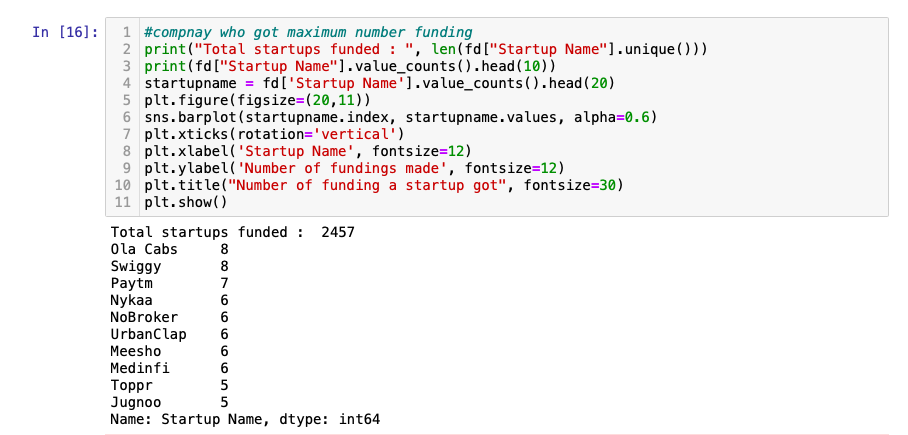 In [16]:
1 #compnay who got maximum number funding
2 print("Total startups funded : ", len(fd["Startup Name"].unique()))
3 print(fd["Startup Name"].value_counts().head(10))
4 startupname = fd['Startup Name'].value_counts().head(20)
5 plt.figure(figsize=(20,11))
6 sns.barplot(startupname.index, startupname.values, alpha=0.6)
7 plt.xticks(rotation='vertical')
8 plt.xlabel('Startup Name', fontsize=12)
9 plt.ylabel('Number of fundings made', fontsize=12)
10 plt.title("Number of funding a startup got", fontsize=30)
11 plt.show()
Total startups funded :  2457
Ola Cabs     8
Swiggy       8
Paytm        7
Nykaa        6
NoBroker     6
UrbanClap    6
Meesho       6
Medinfi      6
Toppr        5
Jugnoo       5
Name: Startup Name, dtype: int64